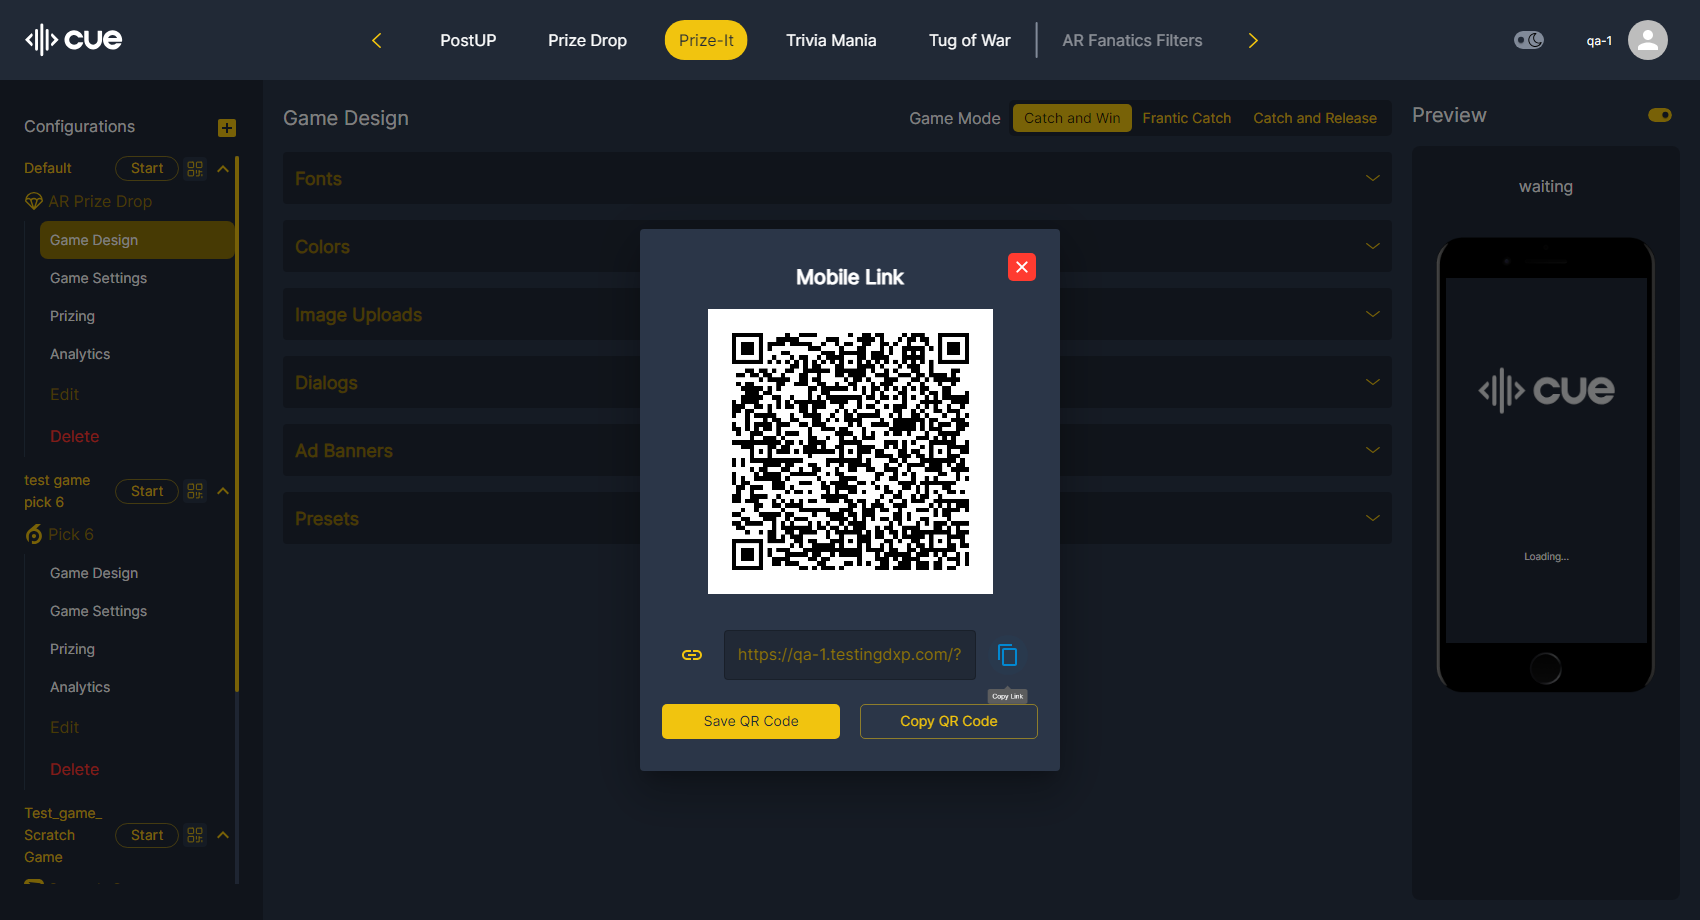 cue
PostUP
Prize Drop
Prize-It
Trivia Mania
Tug of War
AR Fanatics Filters
qa-1
Configurations
Default
Start
AR Prize Drop
Game Design
Game Settings
Prizing
Analytics
Edit
Delete
test game
pick 6
Start
Pick 6
Game Design
Game Settings
Prizing
Analytics
Edit
Delete
Test_game_
Scratch
Game
Start
Game Design
Game Mode
Catch and Win
Frantic Catch
Catch and Release
Fonts
Colors
Image Uploads
Dialogs
Ad Banners
Presets
Mobile Link
https://qa-1.testingdxp.com/?
Copy Link
Save QR Code
Copy QR Code
Preview
waiting
cue
Loading...